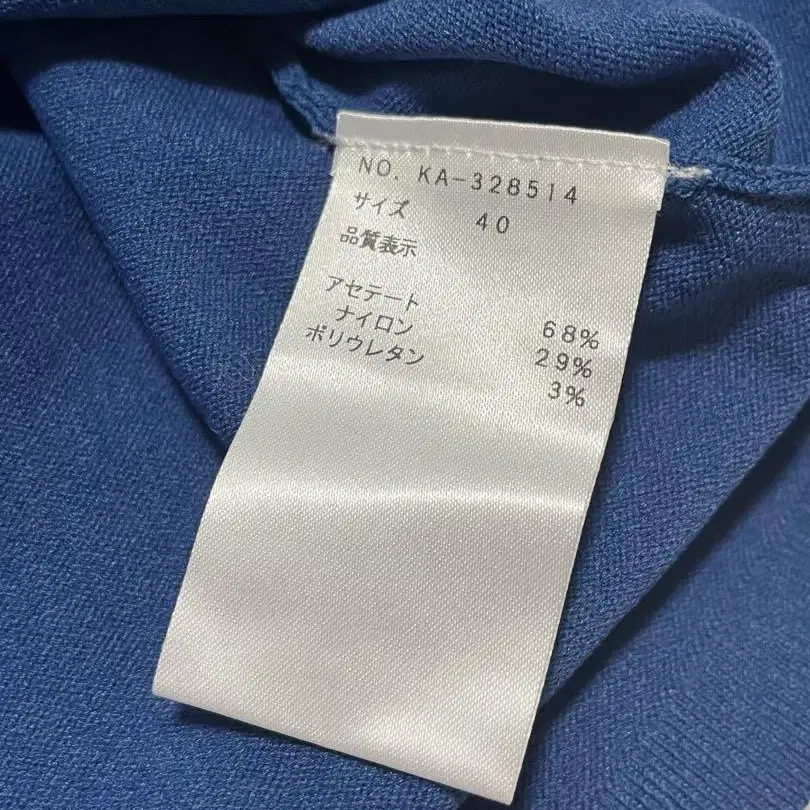 NO. KA-328514
サイズ 40
品質表示
アセテート 68%
ナイロン 29%
ポリウレタン 3%